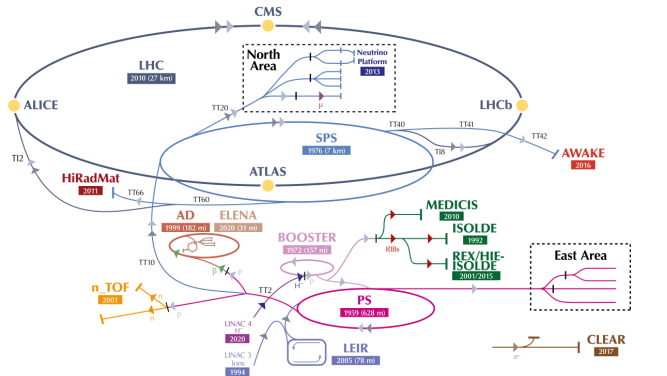 CMS
North
Area
Neutrino
Platform
2013
LHC
2010 (27 km)
ALICE
TT20
μ
LHCb
TT40
TT41
SPS
1976 (7 km)
TI8
TT42
AWAKE
2016
TI2
ATLAS
HiRadMat
2011
TT66
TT60
AD
1999 (182 m)
ELENA
2020 (31 m)
MEDICIS
2010
ISOLDE
1992
BOOSTER
1972 (157 m)
RIBs
REX/HIE-
ISOLDE
2001/2015
East Area
TT10
p
p
H-
p
TT2
n_TOF
2001
n
n
p
PS
1959 (628 m)
LINAC 4
H-
2020
LINAC 3
Ions
1994
LEIR
2005 (78 m)
e-
CLEAR
2017